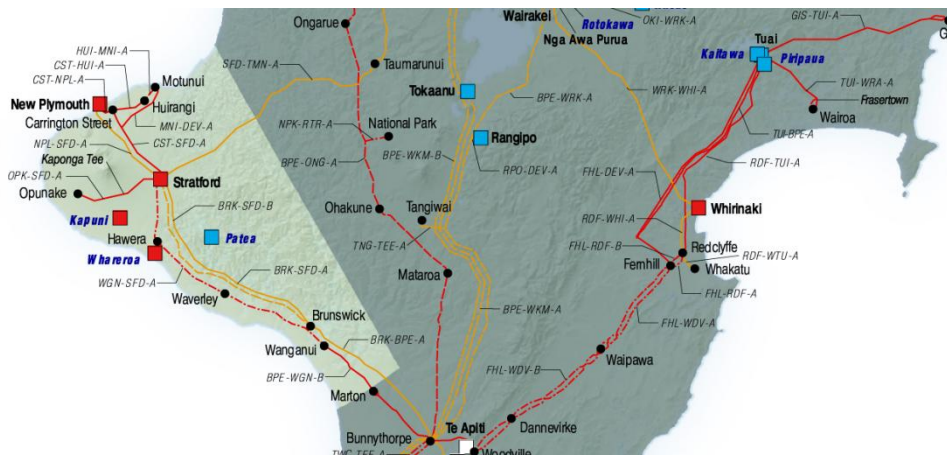 Ongarue
Wairakei
Rotokawa
OKI-WRK-A
GIS-TUI-A
Nga Awa Purua
Tuai
HUI-MNI-A
CST-HUI-A
CST-NPL-A
Motunui
SFD-TMN-A
Taumarunui
Kaitawa
Piripaua
New Plymouth
Huirangi
Tokaanu
BPE-WRK-A
WRK-WHI-A
TUI-WRA-A
Frasertown
Carrington Street
MNI-DEV-A
National Park
Wairoa
NPL-SFD-A
CST-SFD-A
NPK-RTR-A
Rangipo
TUI-BPE-A
Kaponga Tee
BPE-ONG-A
BPE-WKM-B
RPO-DEV-A
RDF-TUI-A
OPK-SFD-A
Stratford
FHL-DEV-A
Opunake
BRK-SFD-B
Ohakune
Tangiwai
Whirinaki
Kapuni
RDF-WHI-A
Hawera
Patea
TNG-TEE-A
FHL-RDF-B
Redclyffe
Whareroa
RDF-WTU-A
Fernhill
Whakatu
WGN-SFD-A
BRK-SFD-A
Mataroa
FHL-RDF-A
Waverley
BPE-WKM-A
FHL-WDV-A
Brunswick
BRK-BPE-A
Wanganui
Waipawa
BPE-WGN-B
FHL-WDV-B
Marton
Dannevirke
Te Apiti
Bunnythorpe
Woodville
TWC-TEE-A